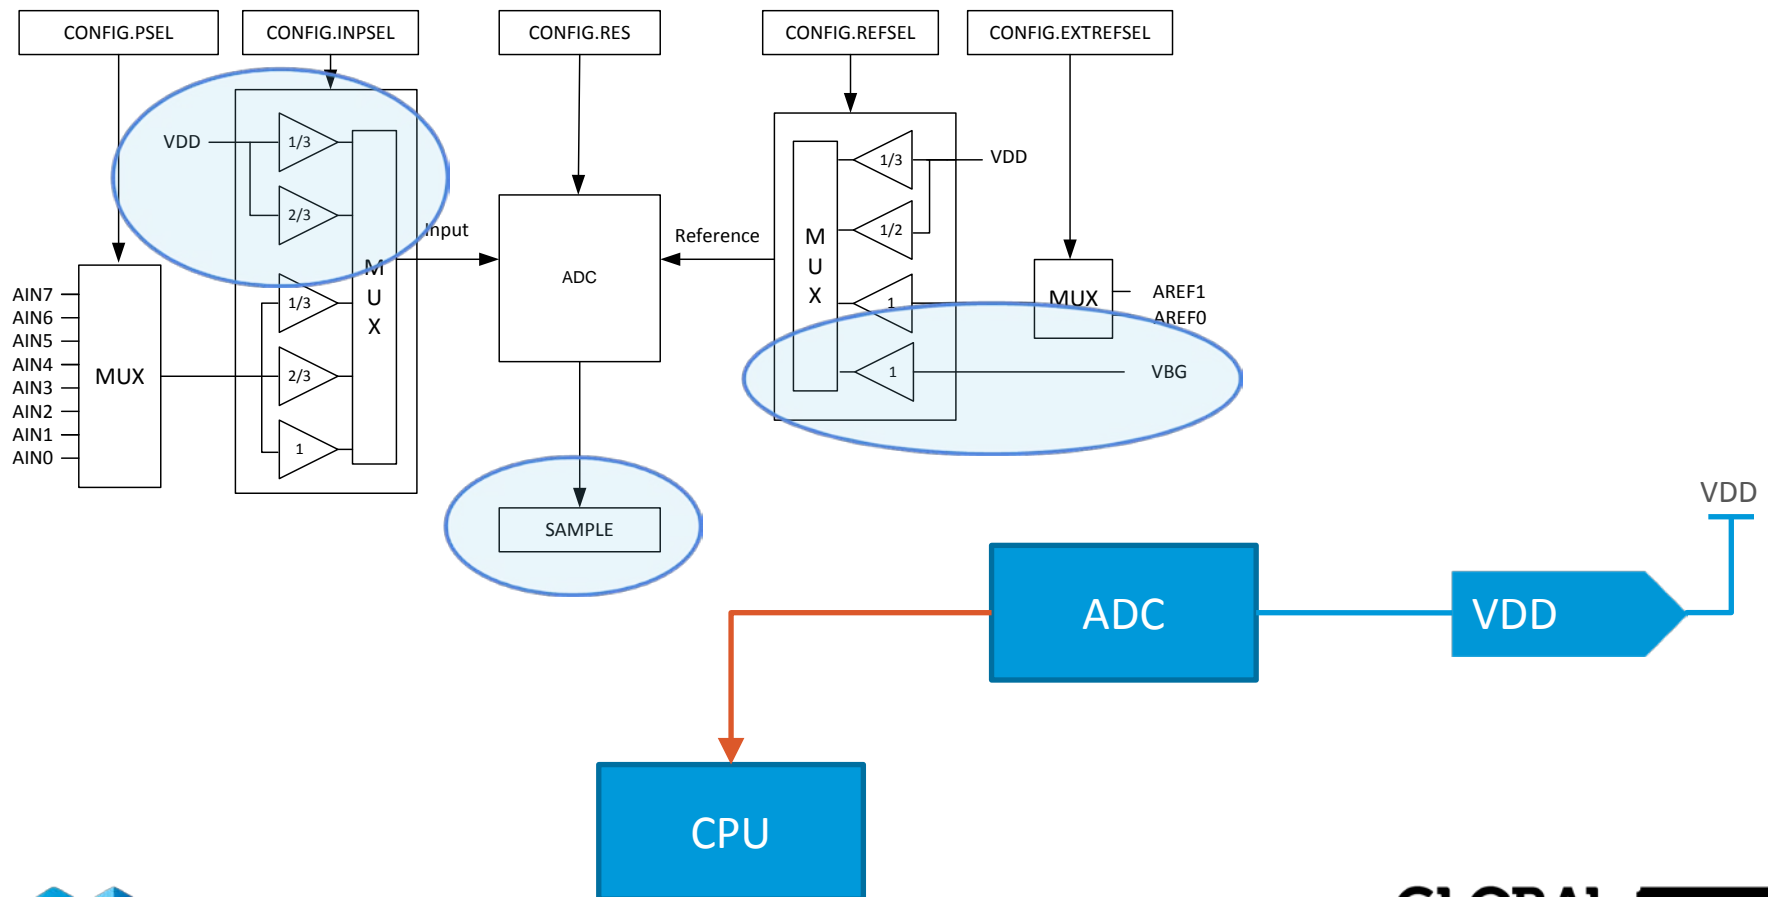 CONFIG.PSEL
CONFIG.INPSEL
CONFIG.RES
CONFIG.REFSEL
CONFIG.EXTREFSEL
VDD
1/3
2/3
1/3
2/3
1
M
U
X
Input
AIN7
AIN6
AIN5
AIN4
AIN3
AIN2
AIN1
AIN0
MUX
ADC
SAMPLE
Reference
M
U
X
1/3
1/2
1
1
VDD
MUX
AREF1
AREF0
VBG
VDD
ADC
VDD
CPU
GLOBAL